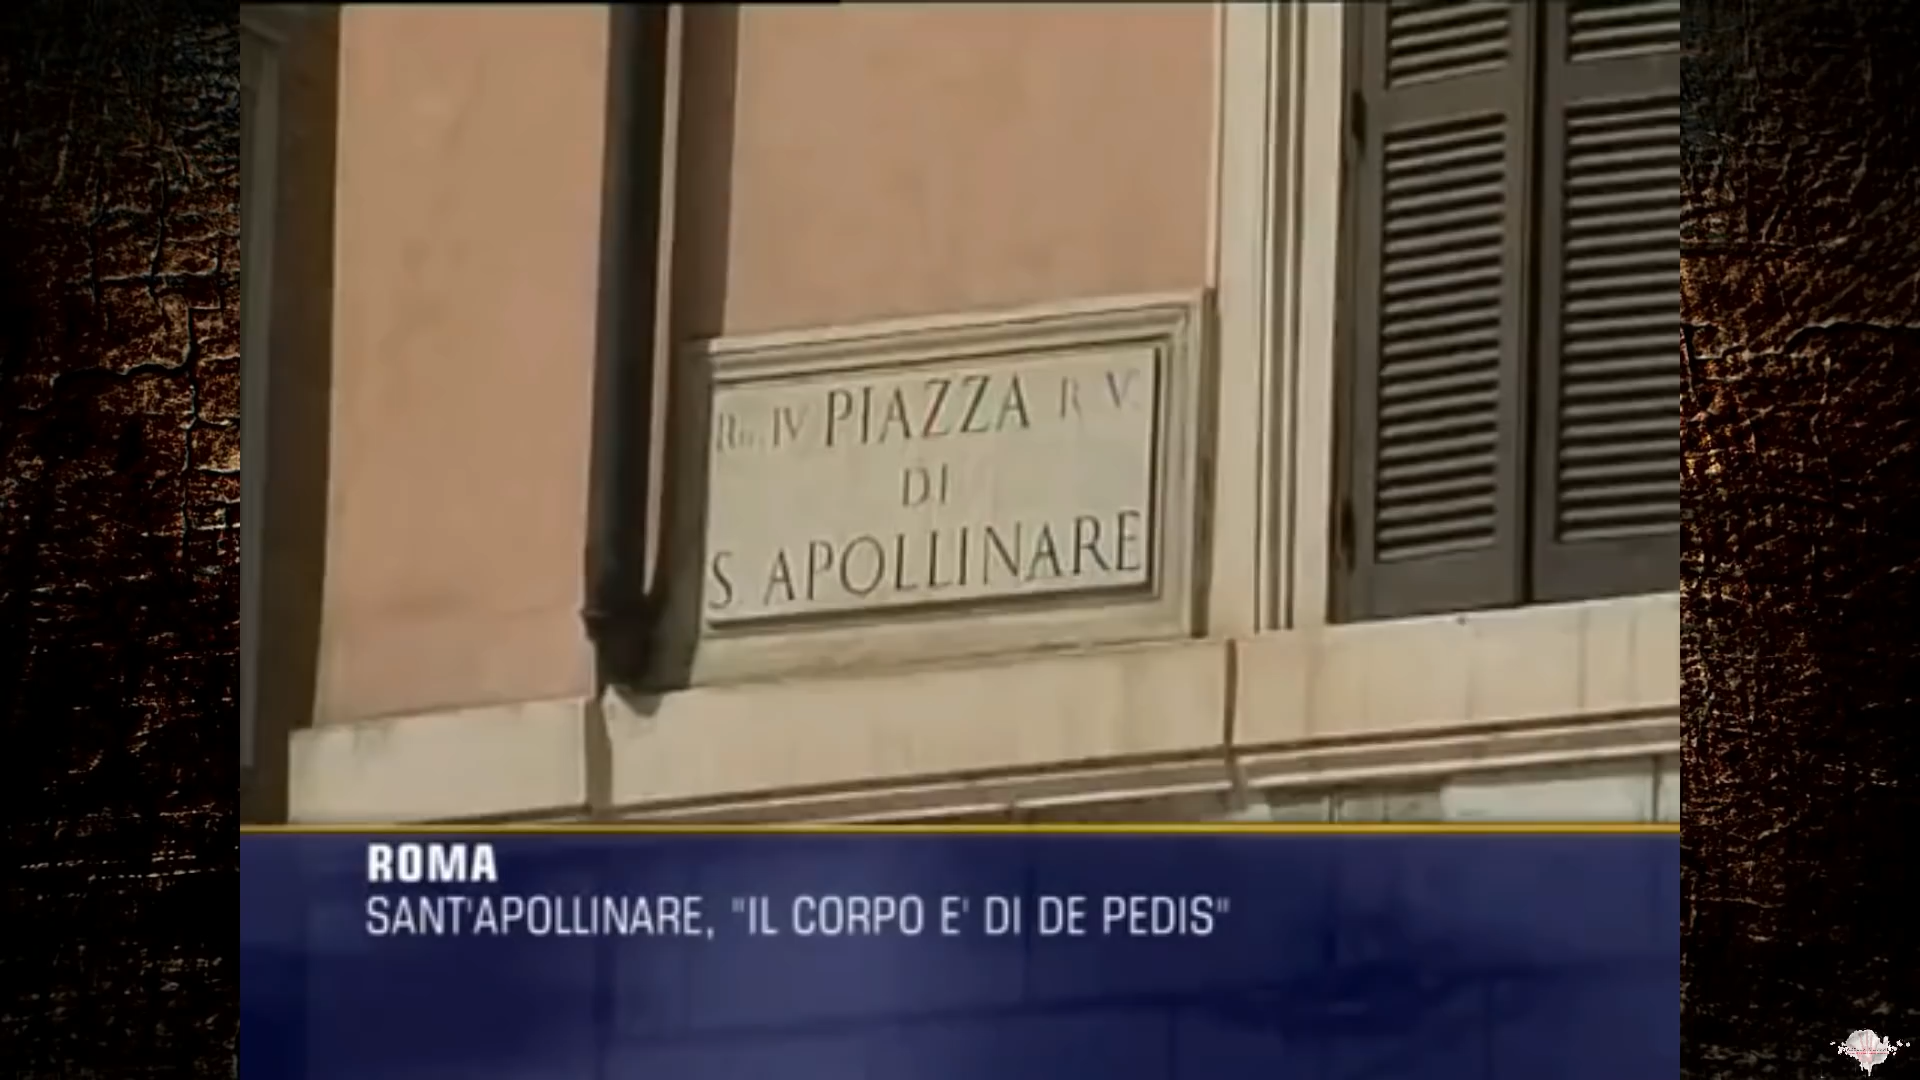 R. IV PIAZZA R. V.
DI
S. APOLLINARE
ROMA
SANT'APOLLINARE, "IL CORPO E' DI DE PEDIS"